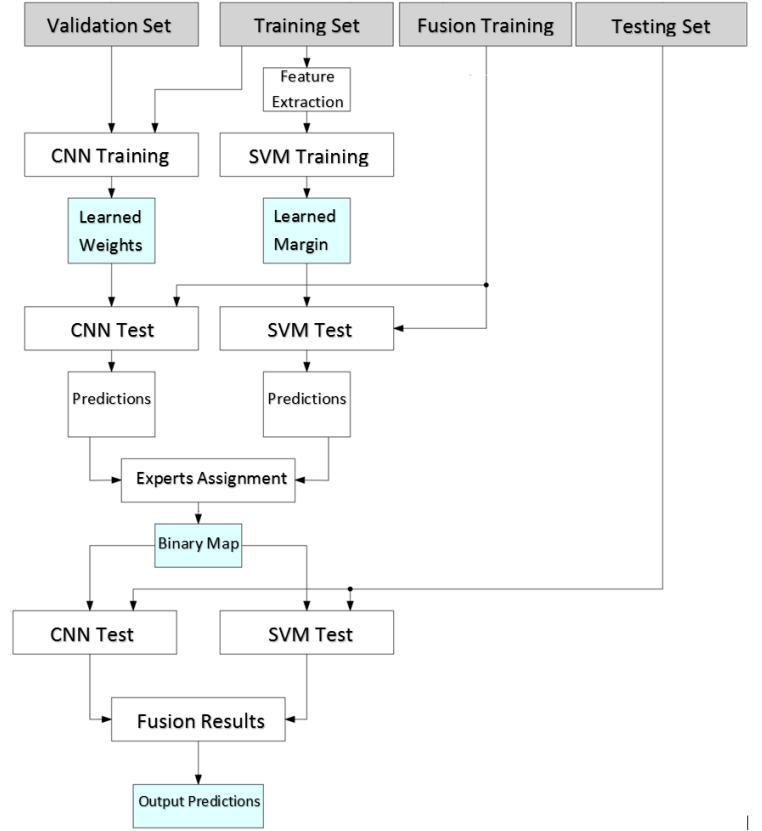 Validation Set
Training Set
Fusion Training
Testing Set
Feature
Extraction
CNN Training
SVM Training
Learned
Weights
Learned
Margin
CNN Test
SVM Test
Predictions
Predictions
Experts Assignment
Binary Map
CNN Test
SVM Test
Fusion Results
Output Predictions